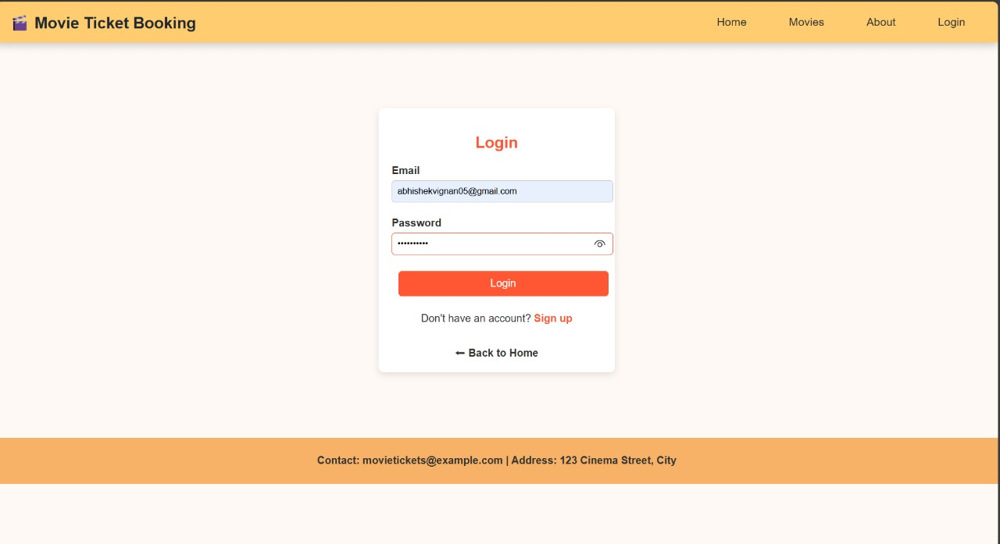 🎬 Movie Ticket Booking
Home Movies About Login
Login
Email
abhishekvignan05@gmail.com
Password
••••••••••
Login
Don't have an account? Sign up
← Back to Home
Contact: movietickets@example.com | Address: 123 Cinema Street, City